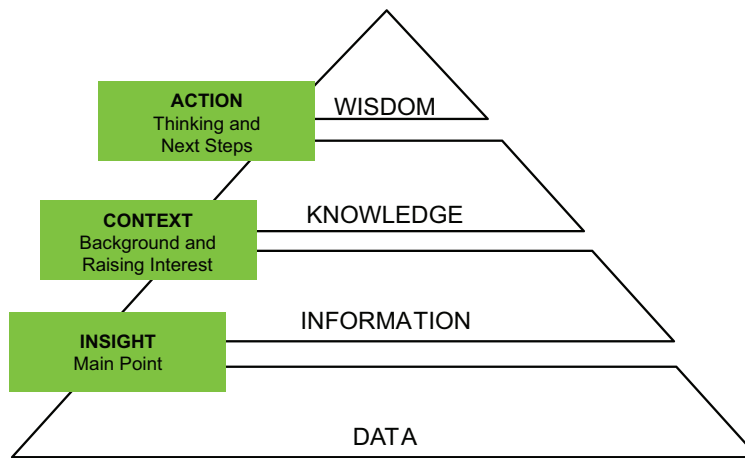 ACTION
Thinking and
Next Steps
WISDOM
CONTEXT
Background and
Raising Interest
KNOWLEDGE
INSIGHT
Main Point
INFORMATION
DATA